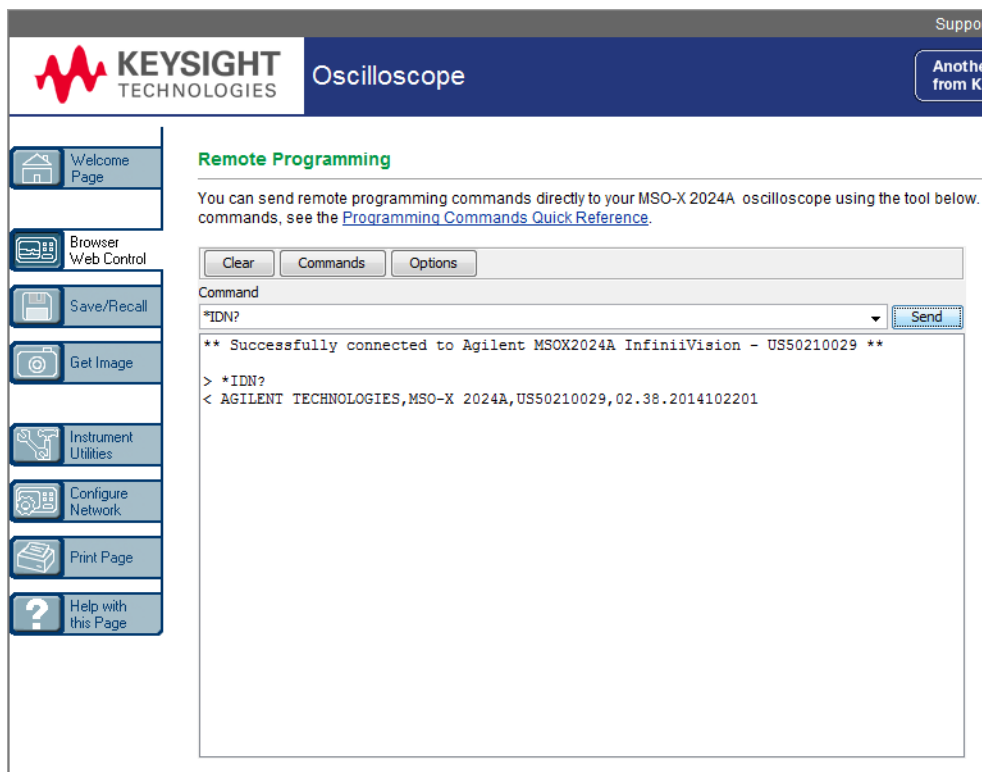 Suppo
KEYSIGHT
TECHNOLOGIES
Oscilloscope
Anothe
from K
Welcome
Page
Browser
Web Control
Save/Recall
Get Image
Instrument
Utilities
Configure
Network
Print Page
Help with
this Page
Remote Programming
You can send remote programming commands directly to your MSO-X 2024A oscilloscope using the tool below.
commands, see the Programming Commands Quick Reference.
Clear Commands Options
Command
*IDN? Send
** Successfully connected to Agilent MSOX2024A InfiniiVision - US50210029 **
> *IDN?
< AGILENT TECHNOLOGIES,MSO-X 2024A,US50210029,02.38.2014102201